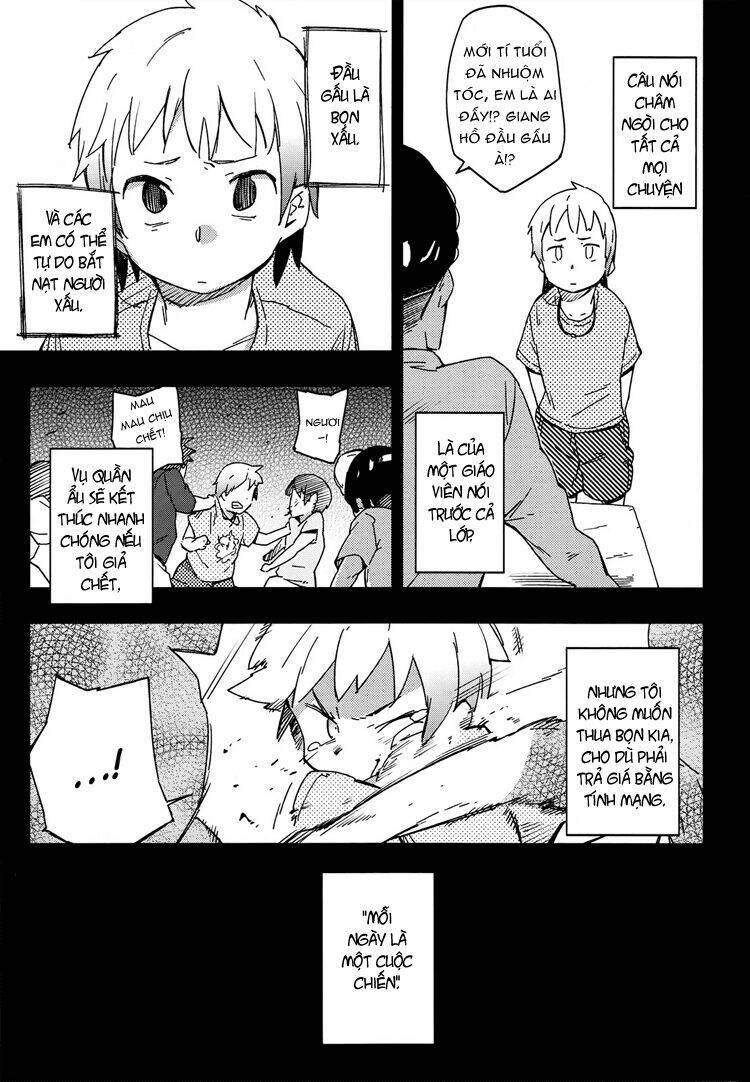 CÂU NÓI
CHÂM
NGÒI CHO
TẤT CẢ
MỌI
CHUYỆN
MỚI TÍ TUỔI
ĐÃ NHUỘM
TÓC, EM LÀ AI
ĐẤY!? GIANG
HỒ ĐẦU GẤU
À!?
LÀ CỦA
MỘT GIÁO
VIÊN NÓI
TRƯỚC CẢ
LỚP.
ĐẦU
GẤU LÀ
BỌN
XẤU.
VÀ CÁC
EM CÓ THỂ
TỰ DO BẮT
NẠT NGƯỜI
XẤU.
NGƯƠI
–!
MAU
MAU CHỊU
CHẾT!
VỤ QUẦN
ẨU SẼ KẾT
THÚC NHANH
CHÓNG NẾU
TÔI GIẢ
CHẾT,
NHƯNG TÔI
KHÔNG MUỐN
THUA BỌN KIA,
CHO DÙ PHẢI
TRẢ GIÁ BẰNG
TÍNH MẠNG.
...!
"MỖI
NGÀY LÀ
MỘT CUỘC
CHIẾN".